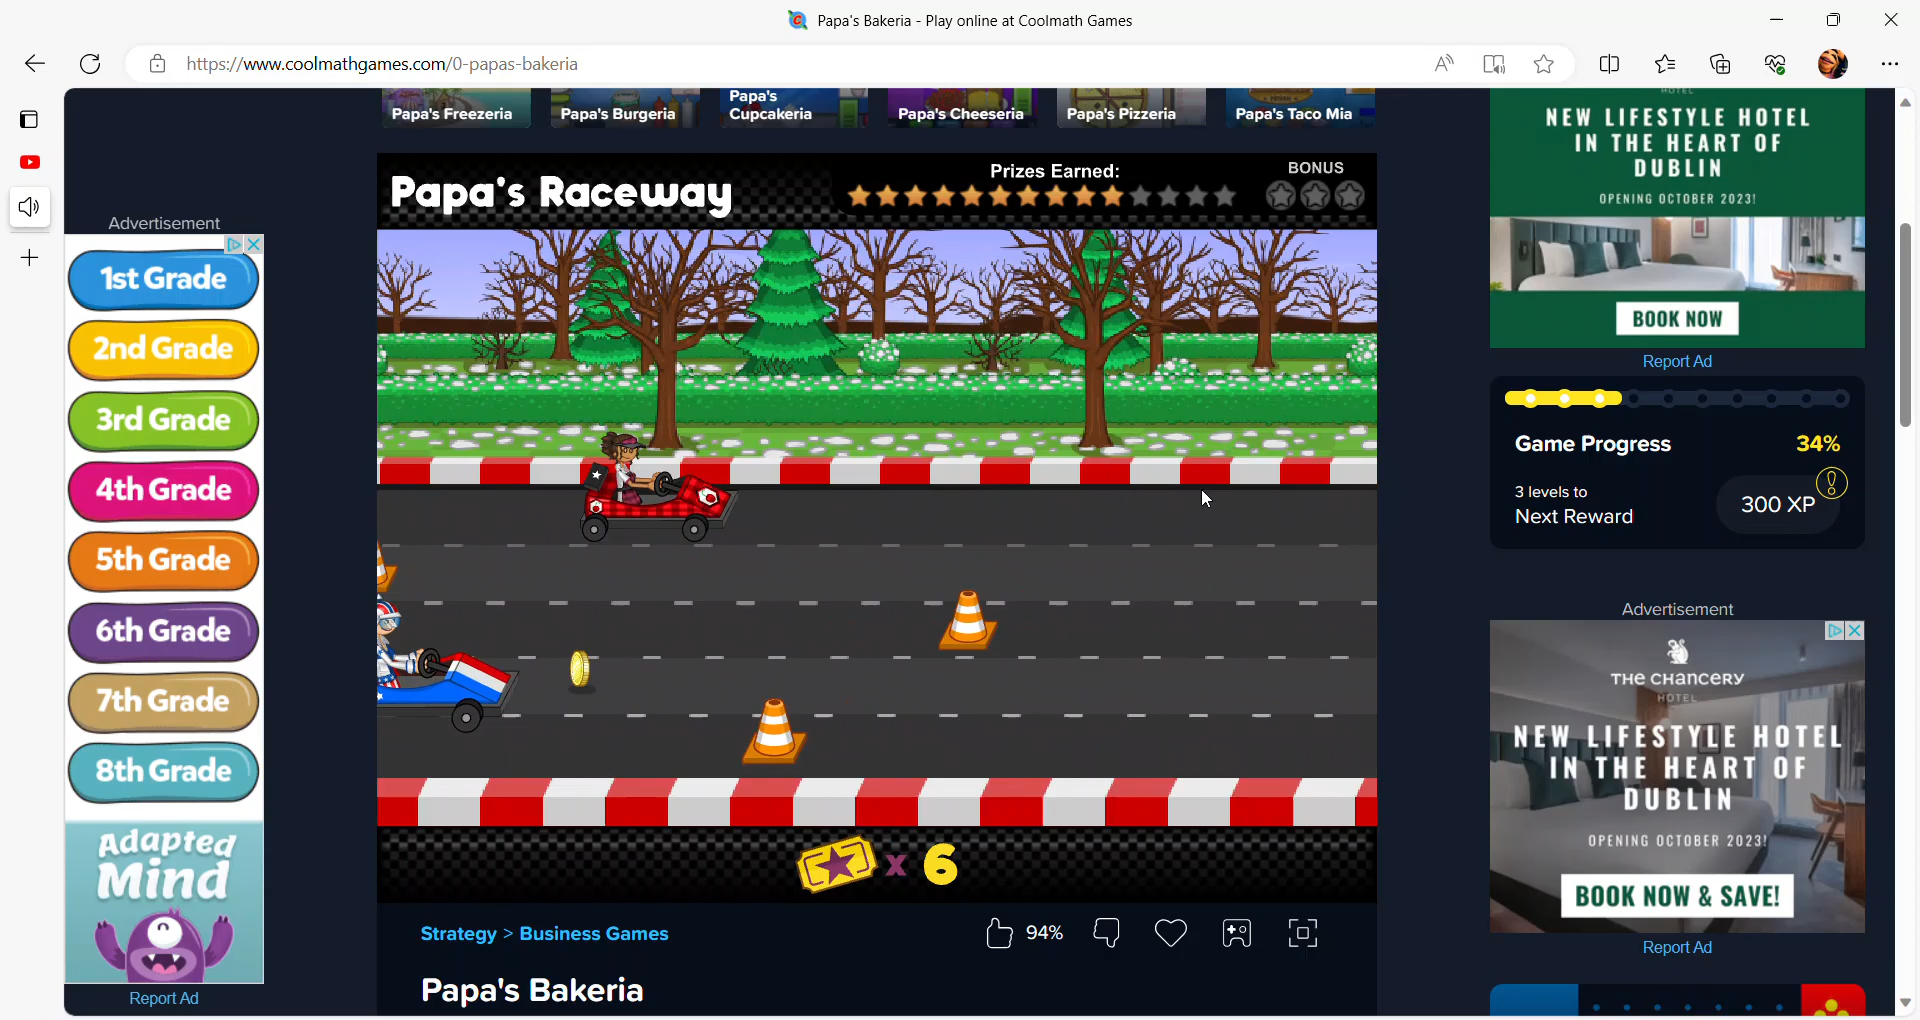 Papa's Bakeria - Play online at Coolmath Games
https://www.coolmathgames.com/0-papas-bakeria
Papa's Freezeria
Papa's Burgeria
Papa's
Cupcakeria
Papa's Cheeseria
Papa's Pizzeria
Papa's Taco Mia
Papa's Raceway
Prizes Earned:
BONUS
Advertisement
1st Grade
2nd Grade
3rd Grade
4th Grade
5th Grade
6th Grade
7th Grade
8th Grade
Adapted
Mind
Report Ad
x 6
Strategy > Business Games
94%
Papa's Bakeria
HOTEL
NEW LIFESTYLE HOTEL
IN THE HEART OF
DUBLIN
OPENING OCTOBER 2023!
BOOK NOW
Report Ad
Game Progress
34%
3 levels to
Next Reward
300 XP
!
Advertisement
THE CHANCERY
HOTEL
NEW LIFESTYLE HOTEL
IN THE HEART OF
DUBLIN
OPENING OCTOBER 2023!
BOOK NOW & SAVE!
Report Ad